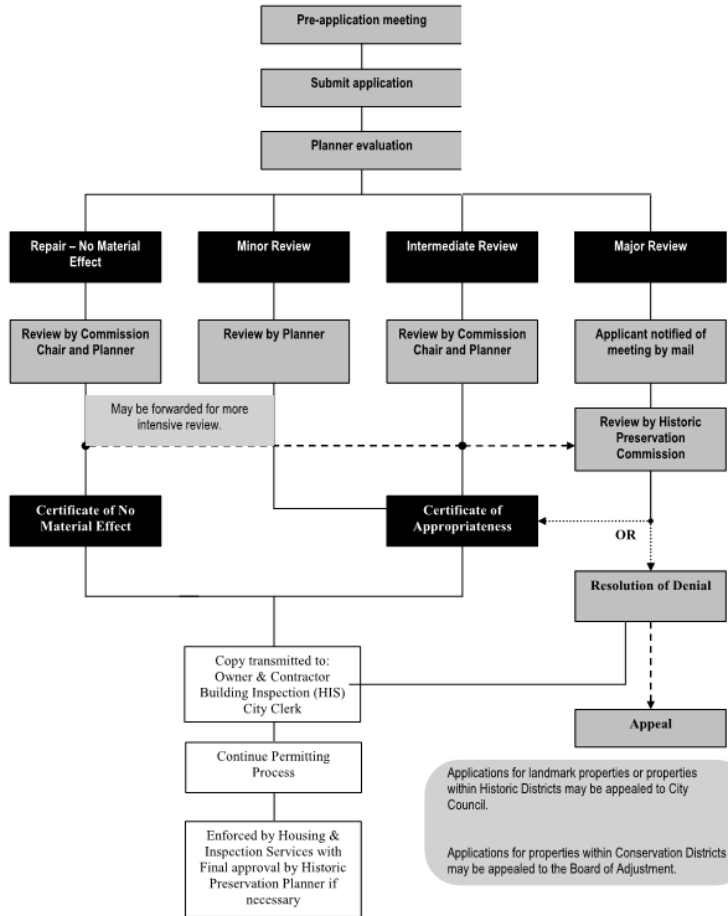 Pre-application meeting
Submit application
Planner evaluation
Repair – No Material
Effect
Minor Review
Intermediate Review
Major Review
Review by Commission
Chair and Planner
Review by Planner
Review by Commission
Chair and Planner
Applicant notified of
meeting by mail
May be forwarded for more
intensive review.
Review by Historic
Preservation
Commission
Certificate of No
Material Effect
Certificate of
Appropriateness
OR
Resolution of Denial
Copy transmitted to:
Owner & Contractor
Building Inspection (HIS)
City Clerk
Appeal
Continue Permitting
Process
Applications for landmark properties or properties
within Historic Districts may be appealed to City
Council.
Applications for properties within Conservation Districts
may be appealed to the Board of Adjustment.
Enforced by Housing &
Inspection Services with
Final approval by Historic
Preservation Planner if
necessary